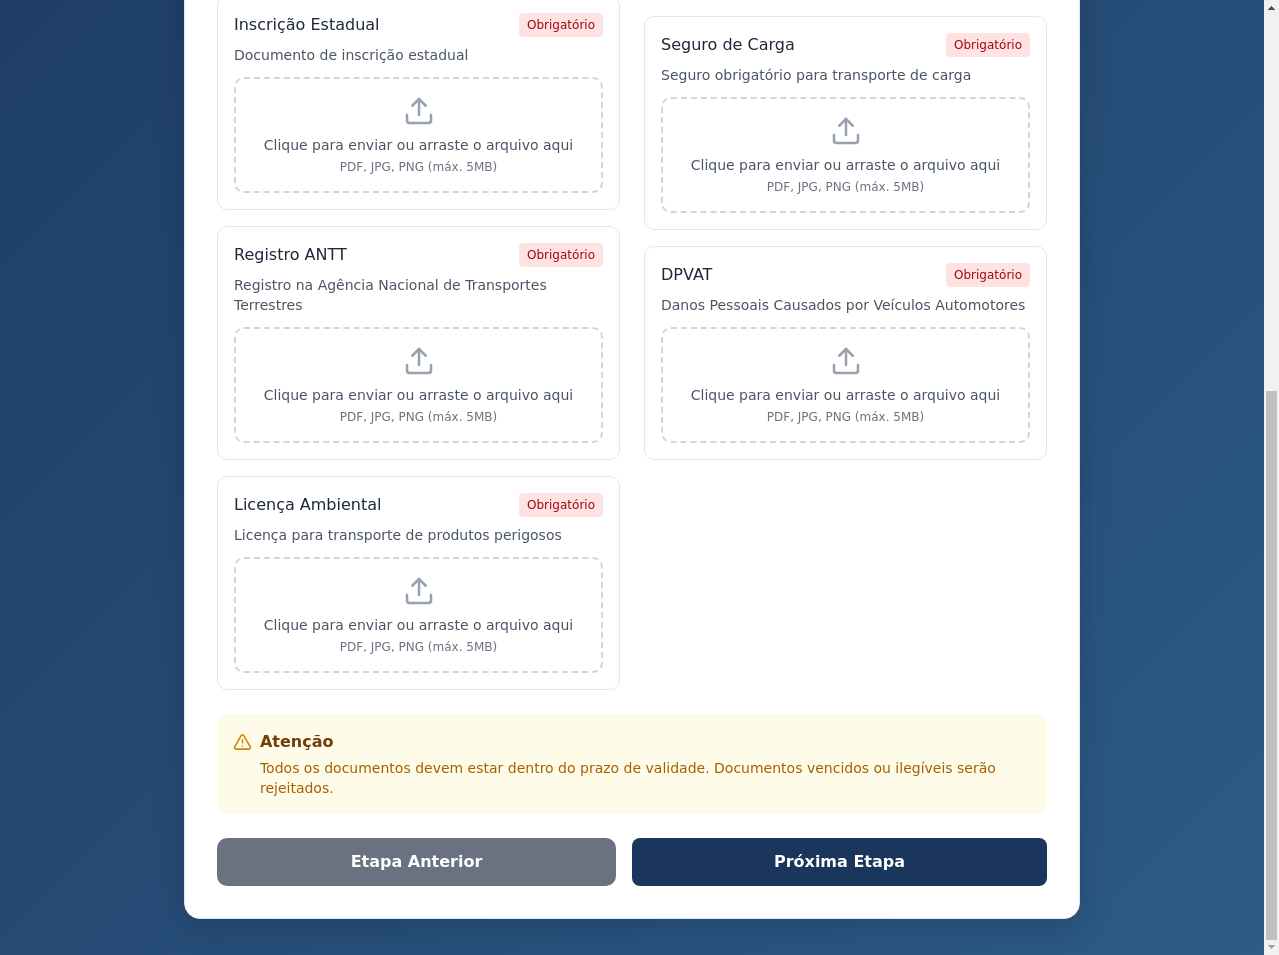 Inscrição Estadual
Obrigatório
Documento de inscrição estadual
Clique para enviar ou arraste o arquivo aqui
PDF, JPG, PNG (máx. 5MB)
Registro ANTT
Obrigatório
Registro na Agência Nacional de Transportes
Terrestres
Clique para enviar ou arraste o arquivo aqui
PDF, JPG, PNG (máx. 5MB)
Licença Ambiental
Obrigatório
Licença para transporte de produtos perigosos
Clique para enviar ou arraste o arquivo aqui
PDF, JPG, PNG (máx. 5MB)
Seguro de Carga
Obrigatório
Seguro obrigatório para transporte de carga
Clique para enviar ou arraste o arquivo aqui
PDF, JPG, PNG (máx. 5MB)
DPVAT
Obrigatório
Danos Pessoais Causados por Veículos Automotores
Clique para enviar ou arraste o arquivo aqui
PDF, JPG, PNG (máx. 5MB)
Atenção
Todos os documentos devem estar dentro do prazo de validade. Documentos vencidos ou ilegíveis serão
rejeitados.
Etapa Anterior
Próxima Etapa